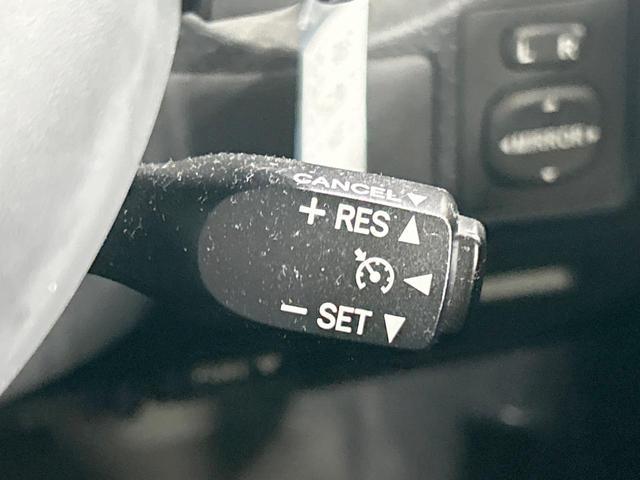 L R
MIRROR
CANCEL
+ RES
− SET